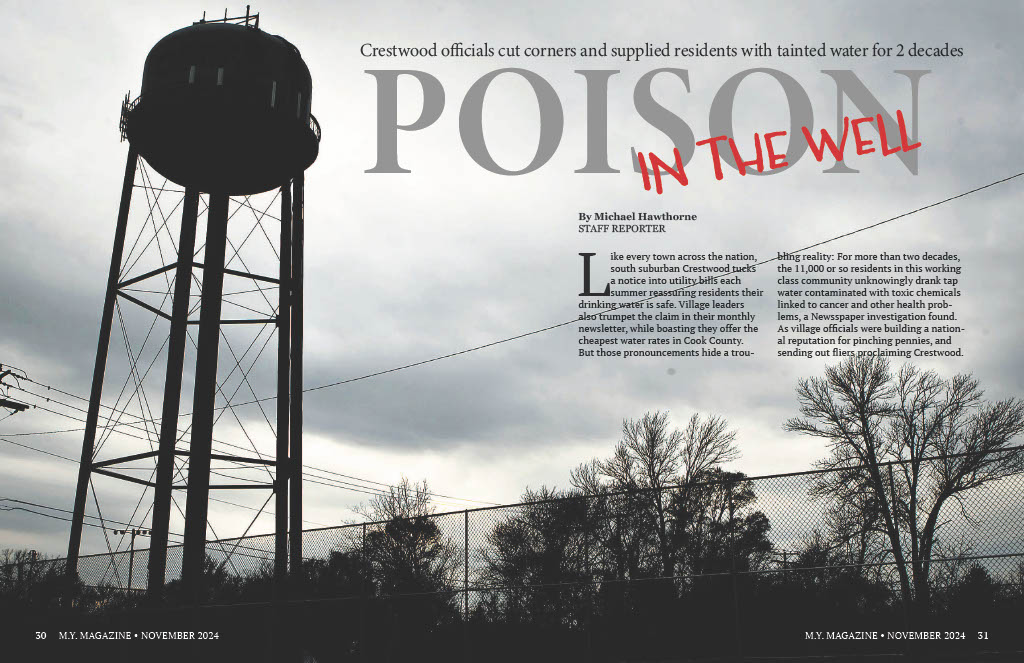 Crestwood officials cut corners and supplied residents with tainted water for 2 decades
POISON
IN THE WELL
By Michael Hawthorne
STAFF REPORTER
Like every town across the nation,
south suburban Crestwood tucks
a notice into utility bills each
summer reassuring residents their
drinking water is safe. Village leaders
also trumpet the claim in their monthly
newsletter, while boasting they offer the
cheapest water rates in Cook County.
But those pronouncements hide a trou-
bling reality: For more than two decades,
the 11,000 or so residents in this working
class community unknowingly drank tap
water contaminated with toxic chemicals
linked to cancer and other health prob-
lems, a Newsspaper investigation found.
As village officials were building a nation-
al reputation for pinching pennies, and
sending out fliers proclaiming Crestwood.
30 M.Y. MAGAZINE • NOVEMBER 2024
M.Y. MAGAZINE • NOVEMBER 2024 31